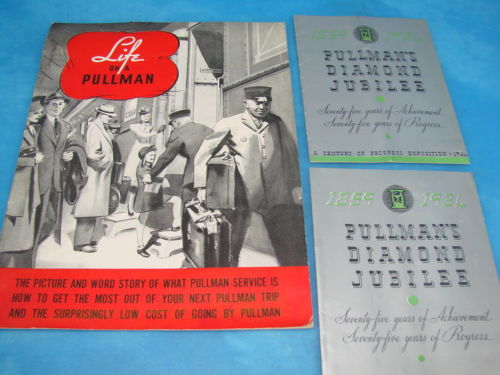 Life
ON A
PULLMAN
THE PICTURE AND WORD STORY OF WHAT PULLMAN SERVICE IS
HOW TO GET THE MOST OUT OF YOUR NEXT PULLMAN TRIP
AND THE SURPRISINGLY LOW COST OF GOING BY PULLMAN
1859 1934
PULLMAN'S
DIAMOND
JUBILEE
Seventy-five years of Achievement
Seventy-five years of Progress
A CENTURY OF PROGRESS EXPOSITION • 1934
1859 1934
PULLMAN'S
DIAMOND
JUBILEE
Seventy-five years of Achievement
Seventy-five years of Progress